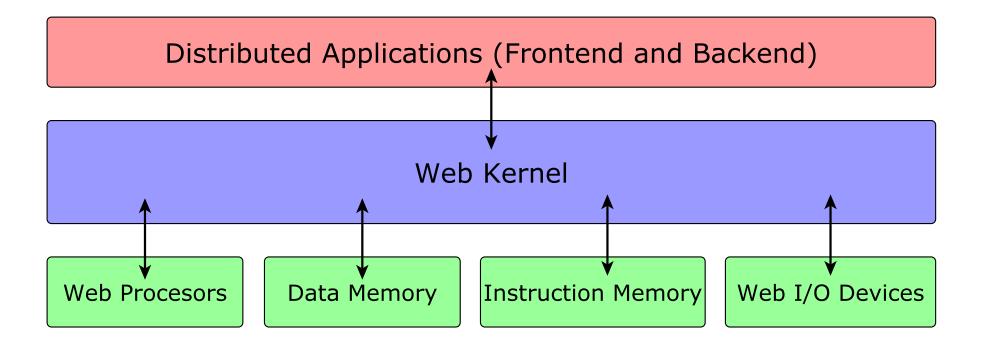 Distributed Applications (Frontend and Backend)
Web Kernel
Web Procesors
Data Memory
Instruction Memory
Web I/O Devices